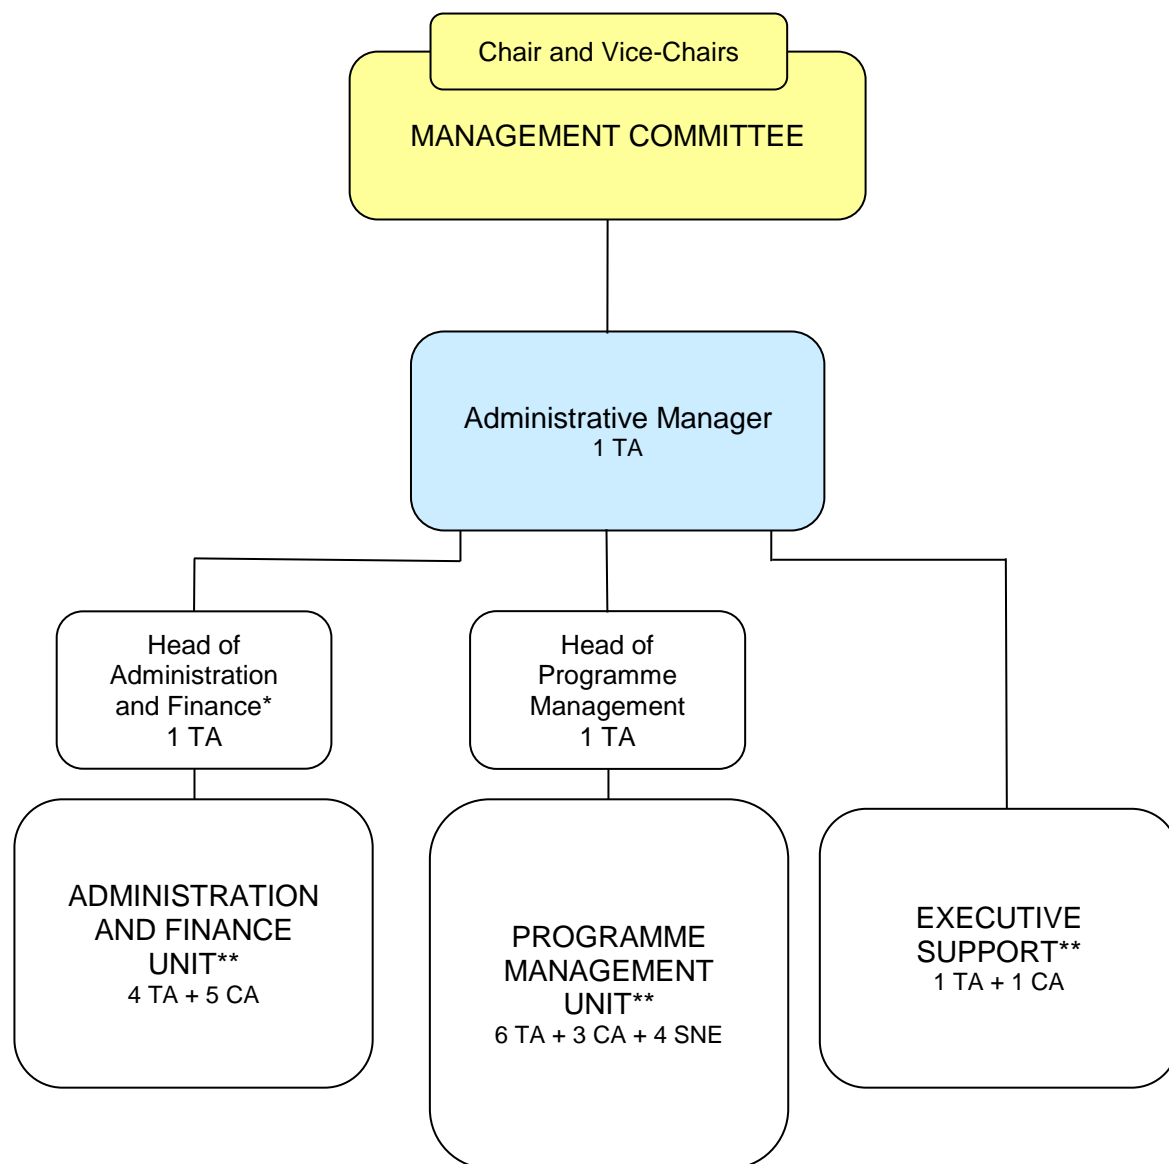 Chair and Vice-Chairs
MANAGEMENT COMMITTEE
Administrative Manager
1 TA
Head of
Administration
and Finance*
1 TA
Head of
Programme
Management
1 TA
ADMINISTRATION
AND FINANCE
UNIT**
4 TA + 5 CA
PROGRAMME
MANAGEMENT
UNIT**
6 TA + 3 CA + 4 SNE
EXECUTIVE
SUPPORT**
1 TA + 1 CA